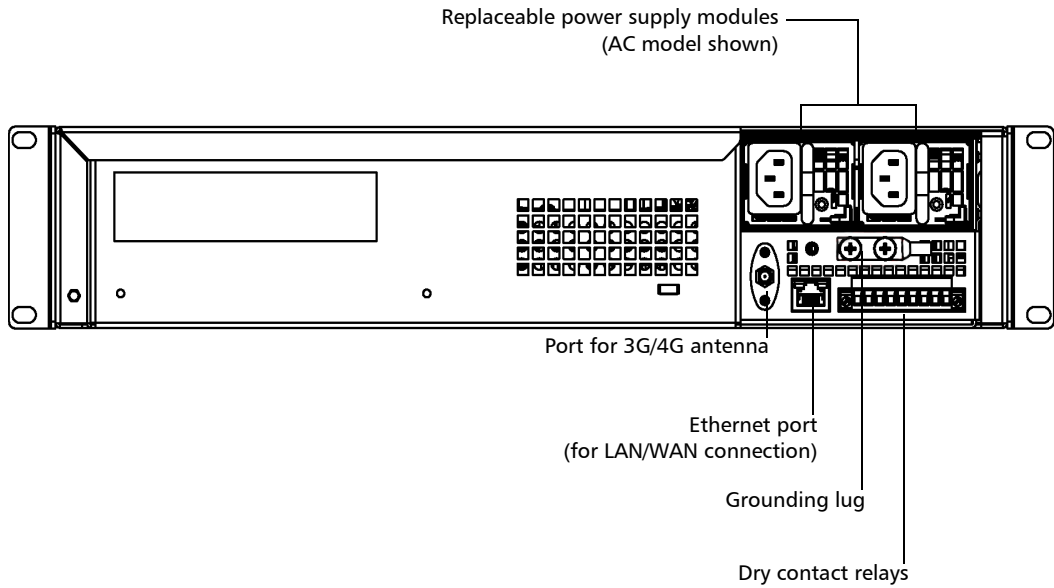 Replaceable power supply modules
(AC model shown)
Port for 3G/4G antenna
Ethernet port
(for LAN/WAN connection)
Grounding lug
Dry contact relays